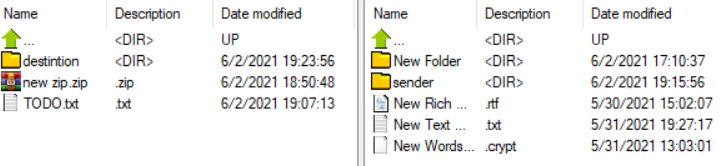 Name Description Date modified
... <DIR> UP
destintion <DIR> 6/2/2021 19:23:56
new zip.zip .zip 6/2/2021 18:50:48
TODO.txt .txt 6/2/2021 19:07:13
Name Description Date modified
... <DIR> UP
New Folder <DIR> 6/2/2021 17:10:37
sender <DIR> 6/2/2021 19:15:56
New Rich ... .rtf 5/30/2021 15:02:07
New Text ... .txt 5/31/2021 19:27:17
New Words... .crypt 5/31/2021 13:03:01